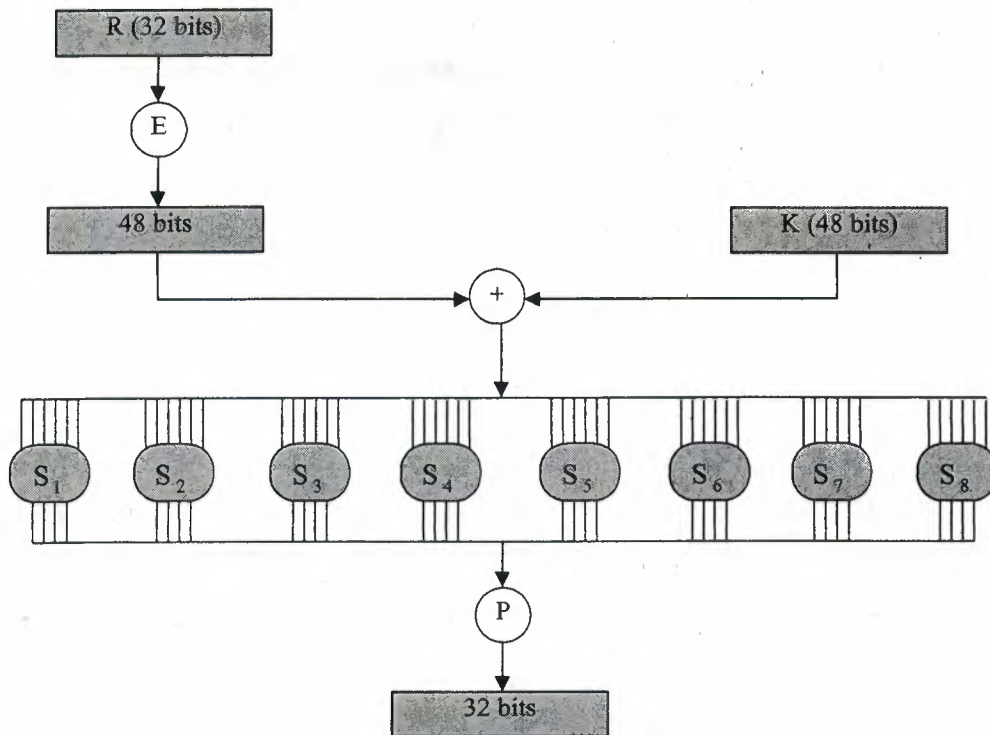 R (32 bits)
E
48 bits
K (48 bits)
+
S1 S2 S3 S4 S5 S6 S7 S8
P
32 bits